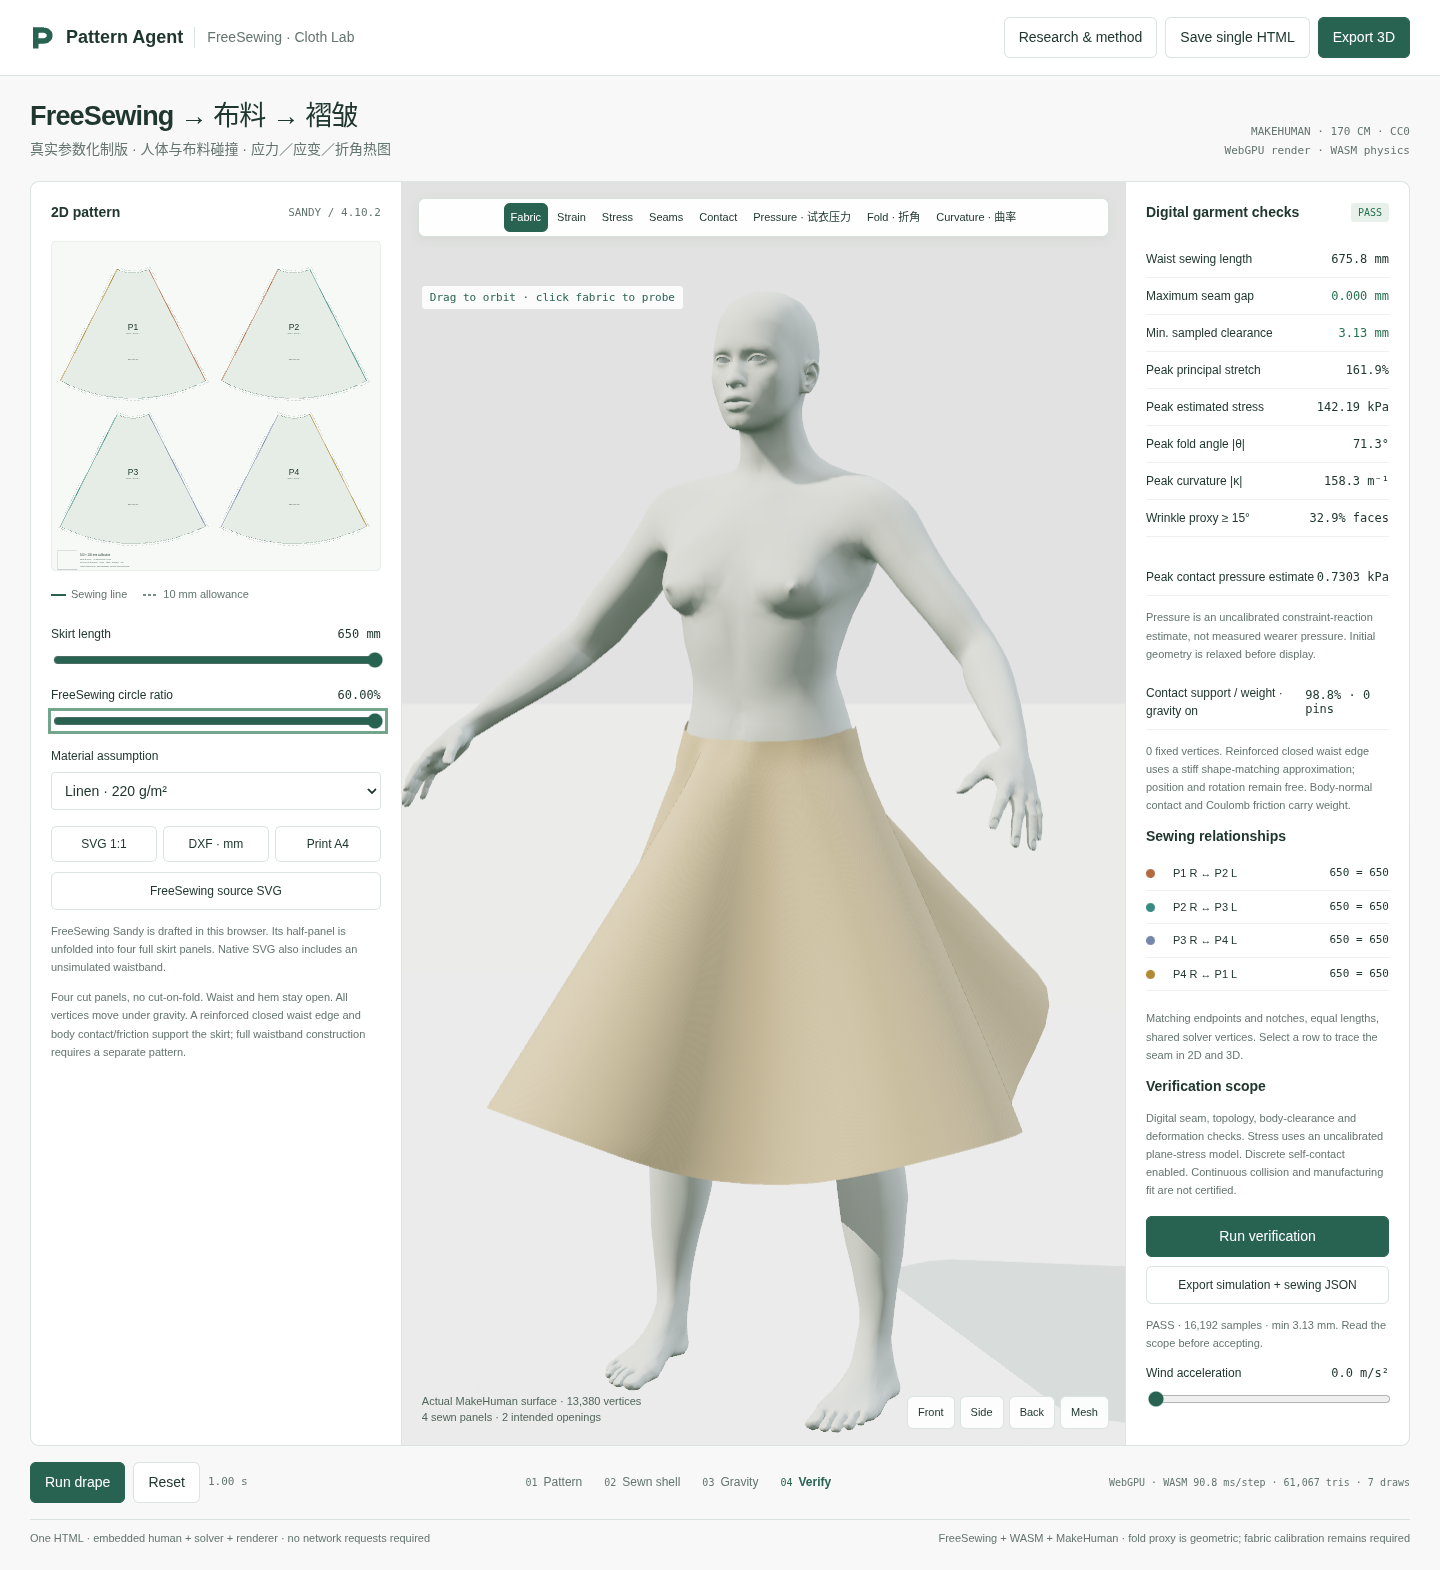 Pattern Agent
FreeSewing · Cloth Lab
Research & method
Save single HTML
Export 3D
FreeSewing → 布料 → 褶皱
真实参数化制版 · 人体与布料碰撞 · 应力／应变／折角热图
MAKEHUMAN · 170 CM · CC0
WebGPU render · WASM physics
2D pattern
SANDY / 4.10.2
P1
P2
P3
P4
Sewing line
10 mm allowance
Skirt length
650 mm
FreeSewing circle ratio
60.00%
Material assumption
Linen · 220 g/m²
SVG 1:1
DXF · mm
Print A4
FreeSewing source SVG
FreeSewing Sandy is drafted in this browser. Its half-panel is
unfolded into four full skirt panels. Native SVG also includes an
unsimulated waistband.
Four cut panels, no cut-on-fold. Waist and hem stay open. All
vertices move under gravity. A reinforced closed waist edge and
body contact/friction support the skirt; full waistband construction
requires a separate pattern.
Fabric
Strain
Stress
Seams
Contact
Pressure · 试衣压力
Fold · 折角
Curvature · 曲率
Drag to orbit · click fabric to probe
Actual MakeHuman surface · 13,380 vertices
4 sewn panels · 2 intended openings
Front
Side
Back
Mesh
Digital garment checks
PASS
Waist sewing length
675.8 mm
Maximum seam gap
0.000 mm
Min. sampled clearance
3.13 mm
Peak principal stretch
161.9%
Peak estimated stress
142.19 kPa
Peak fold angle |θ|
71.3°
Peak curvature |κ|
158.3 m⁻¹
Wrinkle proxy ≥ 15°
32.9% faces
Peak contact pressure estimate
0.7303 kPa
Pressure is an uncalibrated constraint-reaction
estimate, not measured wearer pressure. Initial
geometry is relaxed before display.
Contact support / weight ·
gravity on
98.8% · 0
pins
0 fixed vertices. Reinforced closed waist edge
uses a stiff shape-matching approximation;
position and rotation remain free. Body-normal
contact and Coulomb friction carry weight.
Sewing relationships
P1 R ↔ P2 L
650 = 650
P2 R ↔ P3 L
650 = 650
P3 R ↔ P4 L
650 = 650
P4 R ↔ P1 L
650 = 650
Matching endpoints and notches, equal lengths,
shared solver vertices. Select a row to trace the
seam in 2D and 3D.
Verification scope
Digital seam, topology, body-clearance and
deformation checks. Stress uses an uncalibrated
plane-stress model. Discrete self-contact
enabled. Continuous collision and manufacturing
fit are not certified.
Run verification
Export simulation + sewing JSON
PASS · 16,192 samples · min 3.13 mm. Read the
scope before accepting.
Wind acceleration
0.0 m/s²
Run drape
Reset
1.00 s
01 Pattern
02 Sewn shell
03 Gravity
04 Verify
WebGPU · WASM 90.8 ms/step · 61,067 tris · 7 draws
One HTML · embedded human + solver + renderer · no network requests required
FreeSewing + WASM + MakeHuman · fold proxy is geometric; fabric calibration remains required